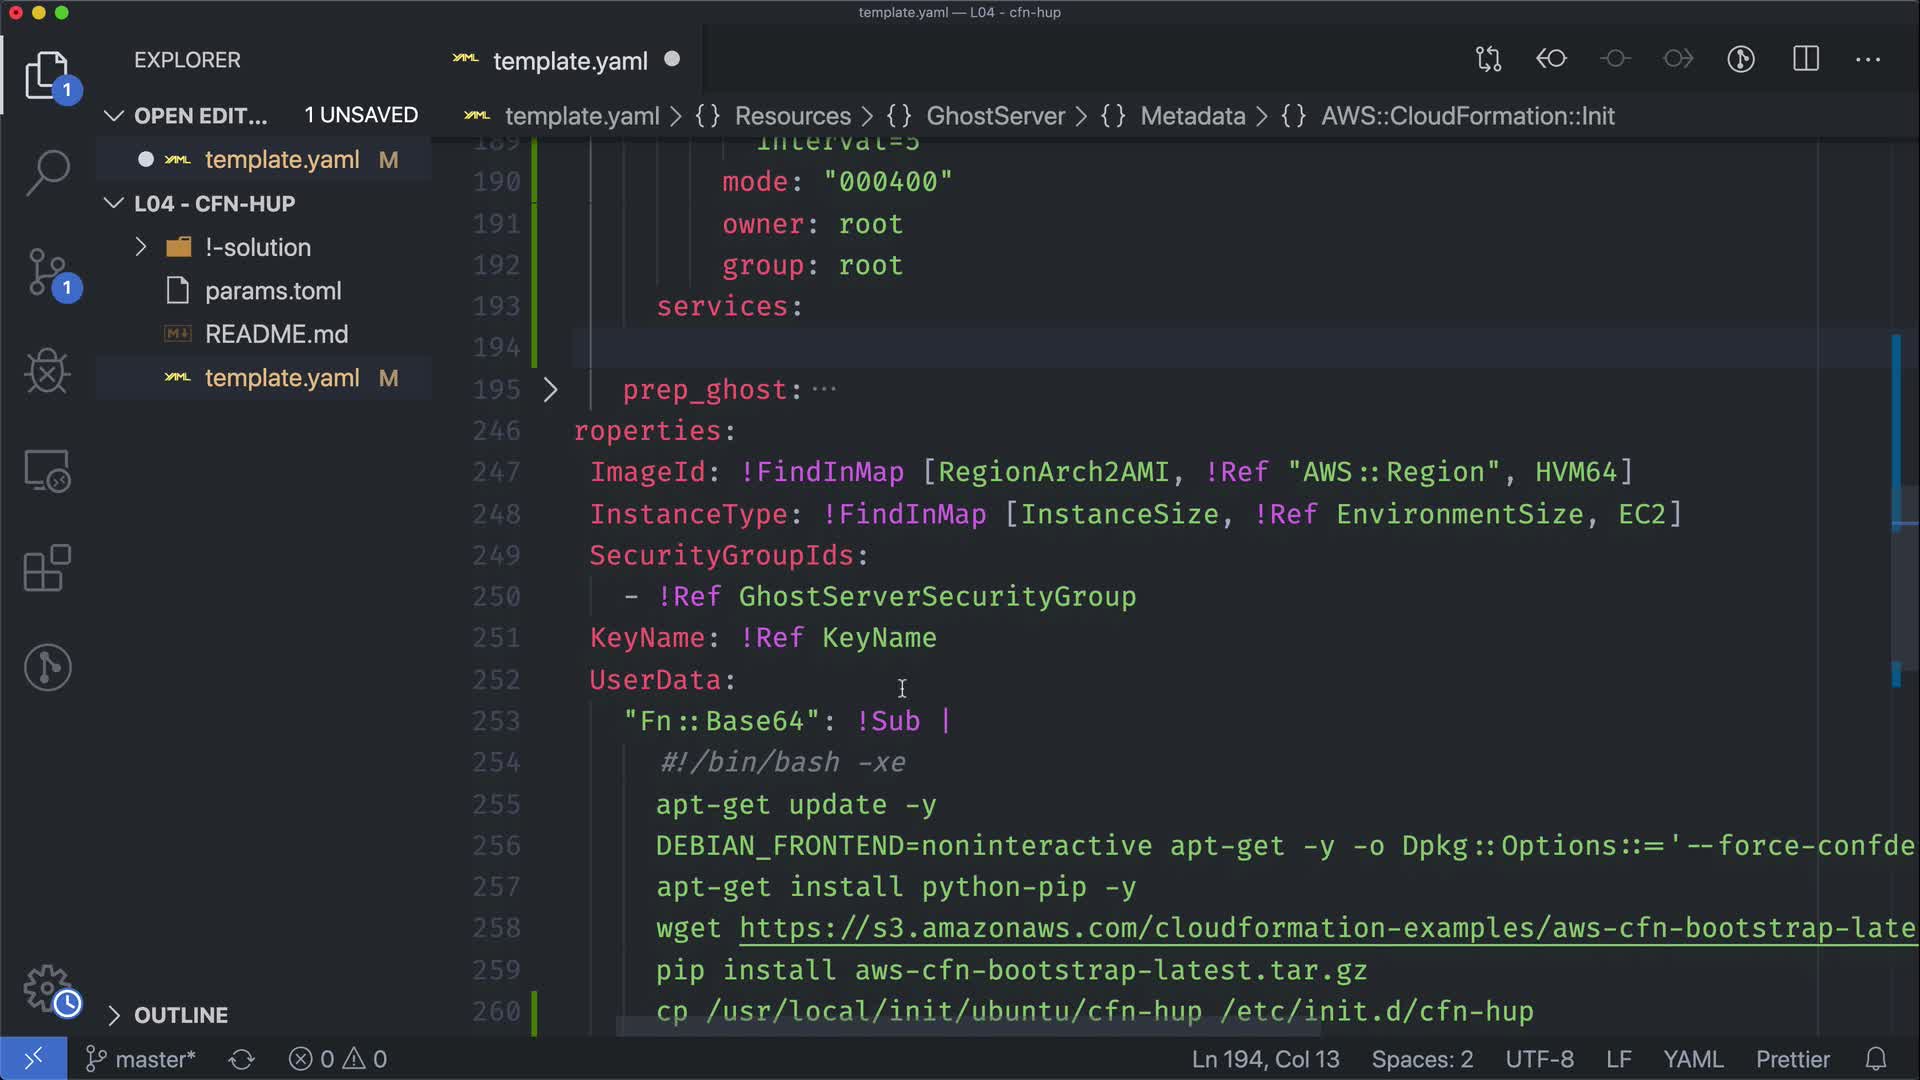 template.yaml — L04 - cfn-hup
EXPLORER
template.yaml
1
OPEN EDIT... 1 UNSAVED
template.yaml > {} Resources > {} GhostServer > {} Metadata > {} AWS::CloudFormation::Init
template.yaml M
L04 - CFN-HUP
!-solution
params.toml
README.md
template.yaml M
1
189 interval=5
190 mode: "000400"
191 owner: root
192 group: root
193 services:
194
195 prep_ghost: ...
246 roperties:
247 ImageId: !FindInMap [RegionArch2AMI, !Ref "AWS::Region", HVM64]
248 InstanceType: !FindInMap [InstanceSize, !Ref EnvironmentSize, EC2]
249 SecurityGroupIds:
250 - !Ref GhostServerSecurityGroup
251 KeyName: !Ref KeyName
252 UserData:
253 "Fn::Base64": !Sub |
254 #!/bin/bash -xe
255 apt-get update -y
256 DEBIAN_FRONTEND=noninteractive apt-get -y -o Dpkg::Options::='--force-confde
257 apt-get install python-pip -y
258 wget https://s3.amazonaws.com/cloudformation-examples/aws-cfn-bootstrap-late
259 pip install aws-cfn-bootstrap-latest.tar.gz
260 cp /usr/local/init/ubuntu/cfn-hup /etc/init.d/cfn-hup
OUTLINE
master* 0 0 Ln 194, Col 13 Spaces: 2 UTF-8 LF YAML Prettier